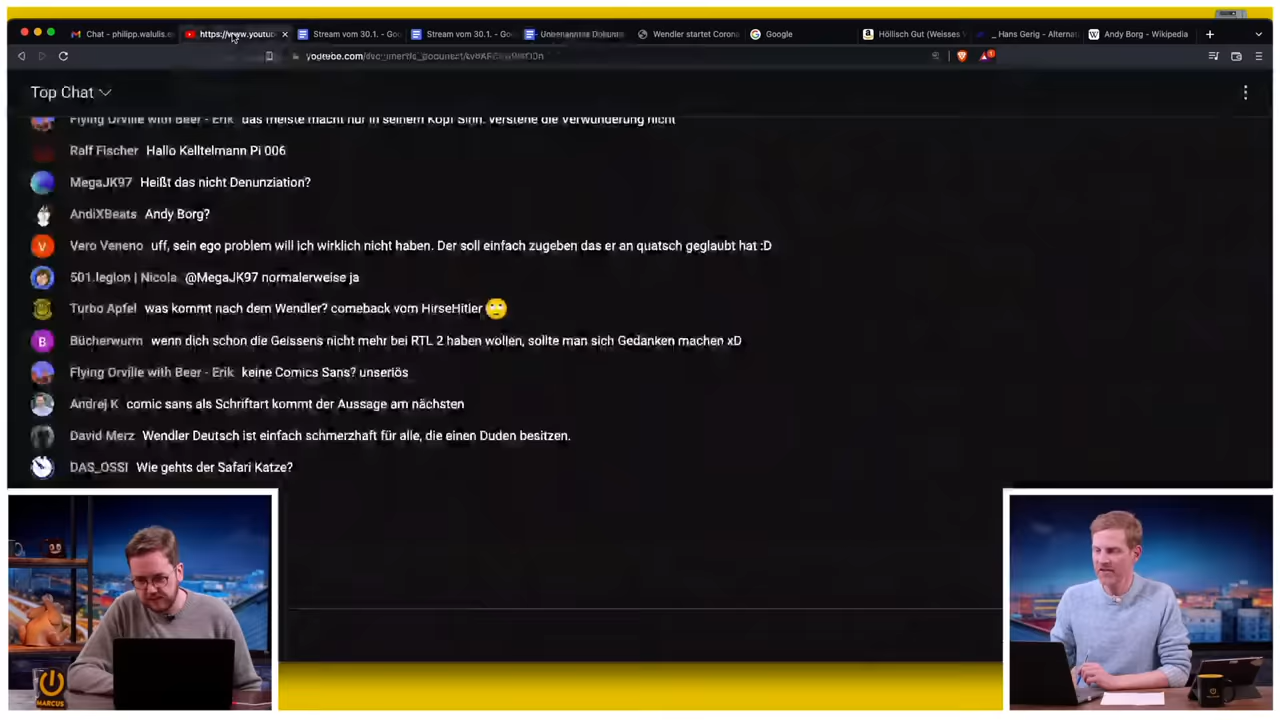 Chat - philipp.walulis.e
https://www.youtub
Stream vom 30.1. - Goo
Stream vom 30.1. - Goo
Unbenanntes Dokum
Wendler startet Corona
Google
Höllisch Gut (Weisses V
_ Hans Gerig - Alternat
Andy Borg - Wikipedia
Top Chat
Flying Orville with Beer - Erik das meiste macht nur in seinem Kopf Sinn. verstehe die Verwunderung nicht
Ralf Fischer Hallo Kelltelmann Pi 006
MegaJK97 Heißt das nicht Denunziation?
AndiXBeats Andy Borg?
V Vero Veneno uff, sein ego problem will ich wirklich nicht haben. Der soll einfach zugeben das er an quatsch geglaubt hat :D
501.legion | Nicola @MegaJK97 normalerweise ja
Turbo Apfel was kommt nach dem Wendler? comeback vom HirseHitler 🙄
B Bücherwurm wenn dich schon die Geissens nicht mehr bei RTL 2 haben wollen, sollte man sich Gedanken machen xD
Flying Orville with Beer - Erik keine Comics Sans? unseriös
Andrej K comic sans als Schriftart kommt der Aussage am nächsten
David Merz Wendler Deutsch ist einfach schmerzhaft für alle, die einen Duden besitzen.
DAS_OSSI Wie gehts der Safari Katze?
MARCUS